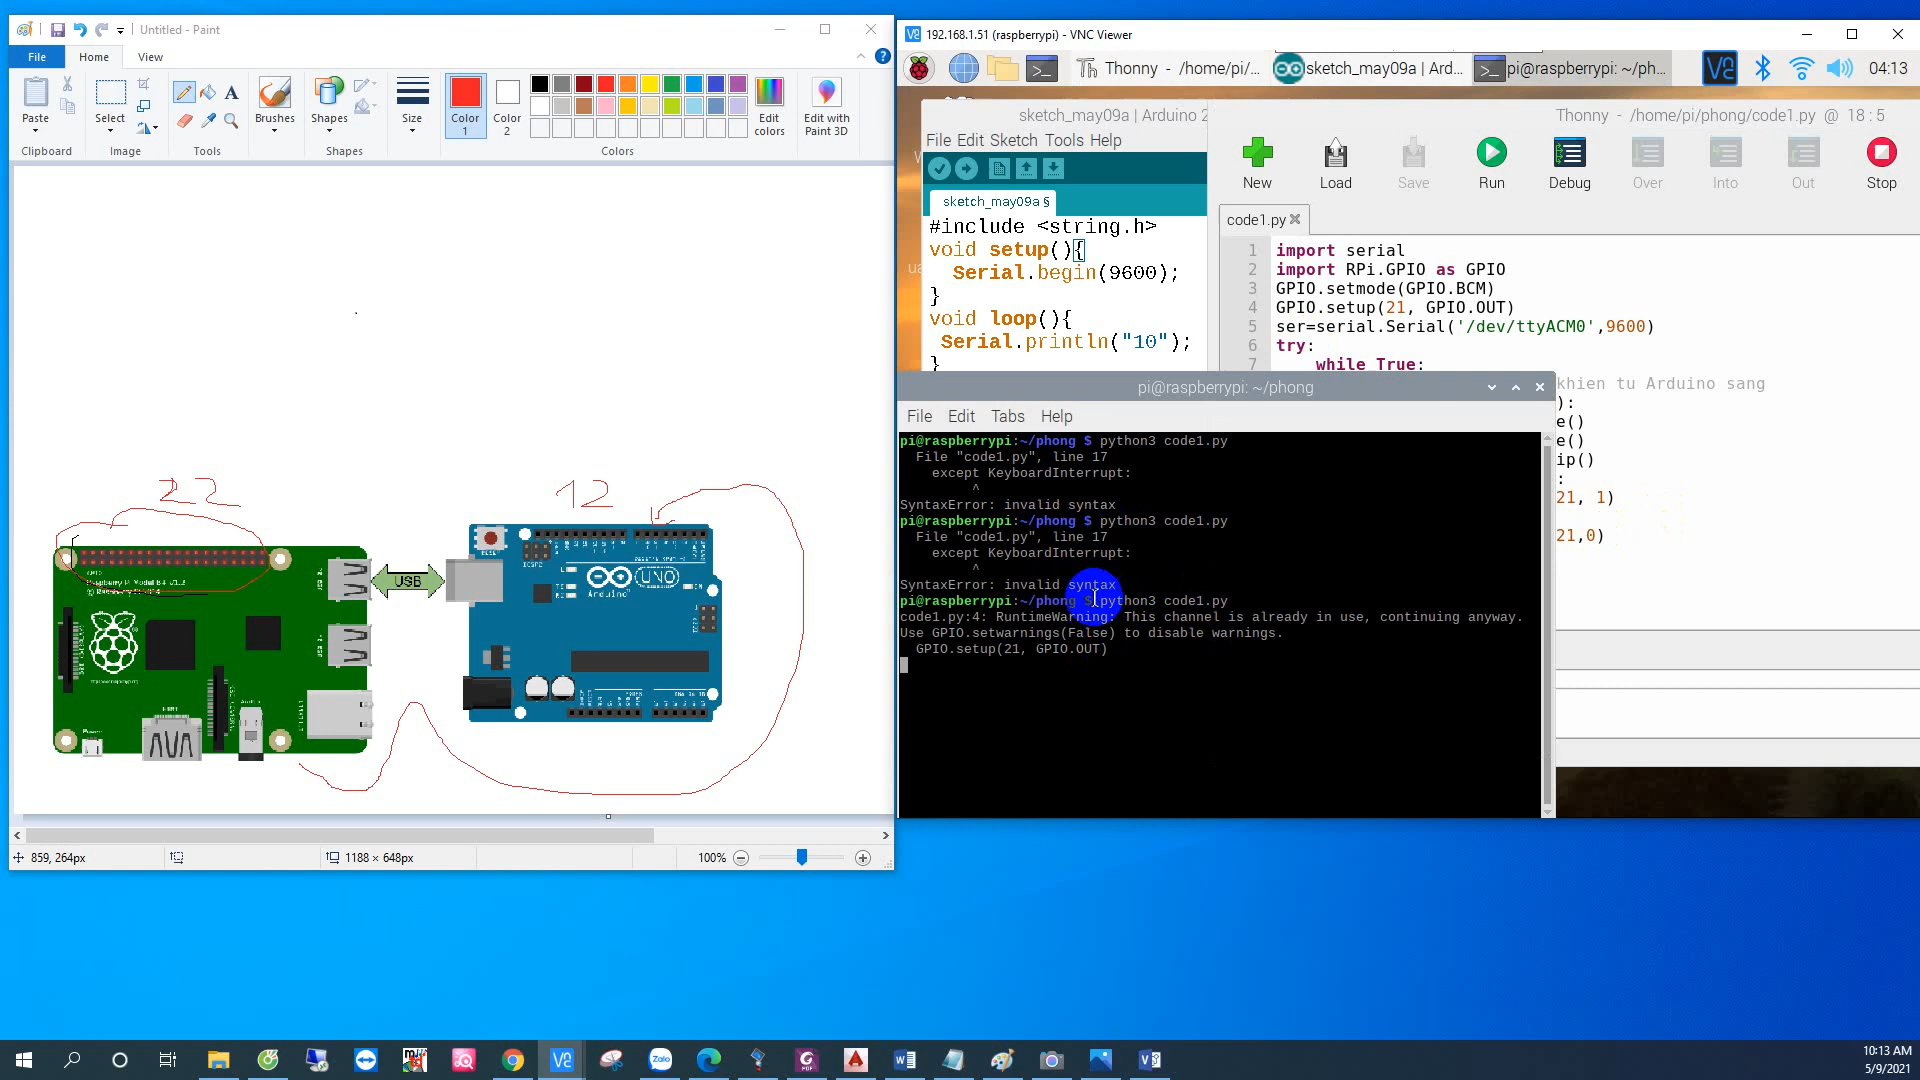 Untitled - Paint
File
Home
View
Paste
Select
Brushes
Shapes
Size
Color
1
Color
2
Edit
colors
Edit with
Paint 3D
Clipboard
Image
Tools
Shapes
Colors
22
12
USB
Raspberry Pi Model B+ V1.2
UNO
Arduino
859, 264px
1188 × 648px
100%
192.168.1.51 (raspberrypi) - VNC Viewer
Thonny - /home/pi/...
sketch_may09a | Ard...
pi@raspberrypi: ~/ph...
04:13
sketch_may09a | Arduino 2
File Edit Sketch Tools Help
sketch_may09a §
#include <string.h>
void setup(){
Serial.begin(9600);
}
void loop(){
Serial.println("10");
}
Thonny - /home/pi/phong/code1.py @ 18 : 5
New
Load
Save
Run
Debug
Over
Into
Out
Stop
code1.py
1 import serial
2 import RPi.GPIO as GPIO
3 GPIO.setmode(GPIO.BCM)
4 GPIO.setup(21, GPIO.OUT)
5 ser=serial.Serial('/dev/ttyACM0',9600)
6 try:
7 while True:
khien tu Arduino sang
):
e()
e()
ip()
:
21, 1)
21,0)
pi@raspberrypi: ~/phong
File Edit Tabs Help
pi@raspberrypi:~/phong $ python3 code1.py
File "code1.py", line 17
except KeyboardInterrupt:
^
SyntaxError: invalid syntax
pi@raspberrypi:~/phong $ python3 code1.py
File "code1.py", line 17
except KeyboardInterrupt:
^
SyntaxError: invalid syntax
pi@raspberrypi:~/phong $ python3 code1.py
code1.py:4: RuntimeWarning: This channel is already in use, continuing anyway.
Use GPIO.setwarnings(False) to disable warnings.
GPIO.setup(21, GPIO.OUT)
Zalo
10:13 AM
5/9/2021